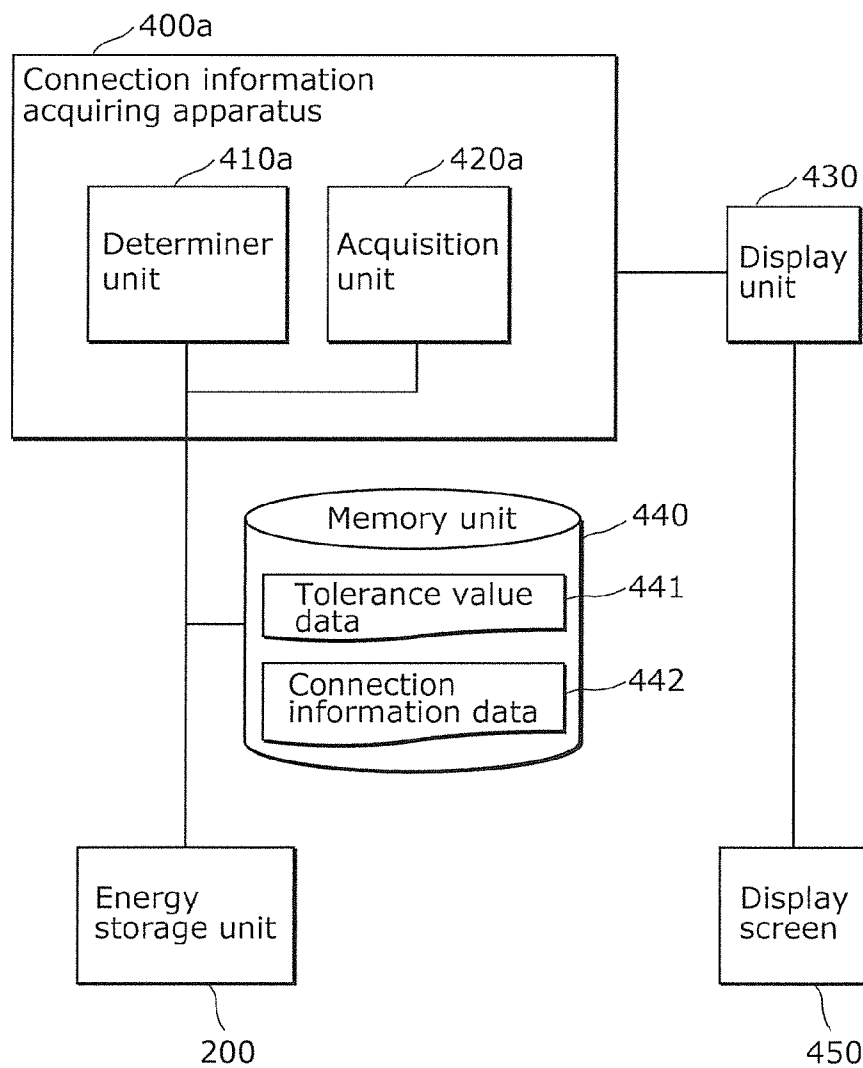 400a
Connection information
acquiring apparatus
410a
420a
430
Determiner
unit
Acquisition
unit
Display
unit
Memory unit
440
Tolerance value
data
441
Connection
information data
442
Energy
storage unit
Display
screen
200
450